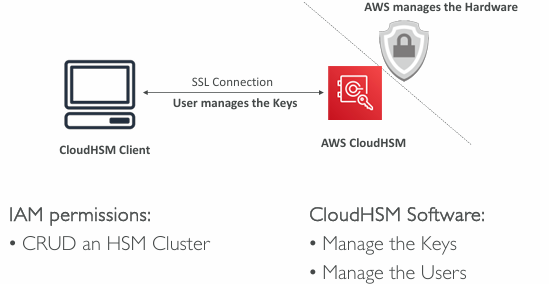 AWS manages the Hardware
SSL Connection
User manages the Keys
CloudHSM Client
AWS CloudHSM
IAM permissions:
• CRUD an HSM Cluster
CloudHSM Software:
• Manage the Keys
• Manage the Users